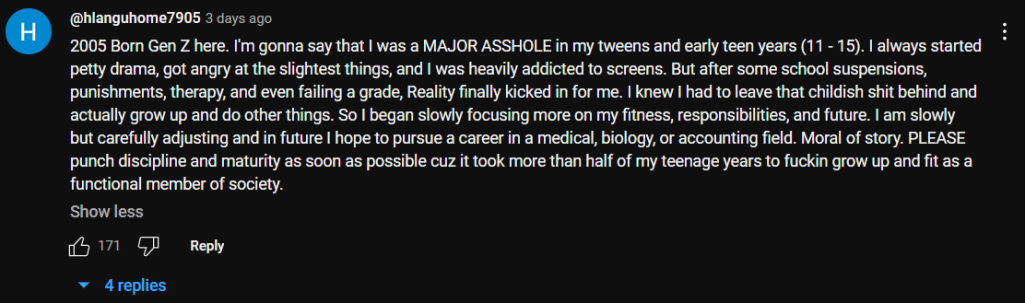 H
@hlanguhome7905 3 days ago
2005 Born Gen Z here. I'm gonna say that I was a MAJOR ASSHOLE in my tweens and early teen years (11 - 15). I always started
petty drama, got angry at the slightest things, and I was heavily addicted to screens. But after some school suspensions,
punishments, therapy, and even failing a grade, Reality finally kicked in for me. I knew I had to leave that childish shit behind and
actually grow up and do other things. So I began slowly focusing more on my fitness, responsibilities, and future. I am slowly
but carefully adjusting and in future I hope to pursue a career in a medical, biology, or accounting field. Moral of story. PLEASE
punch discipline and maturity as soon as possible cuz it took more than half of my teenage years to fuckin grow up and fit as a
functional member of society.
Show less
171 Reply
4 replies